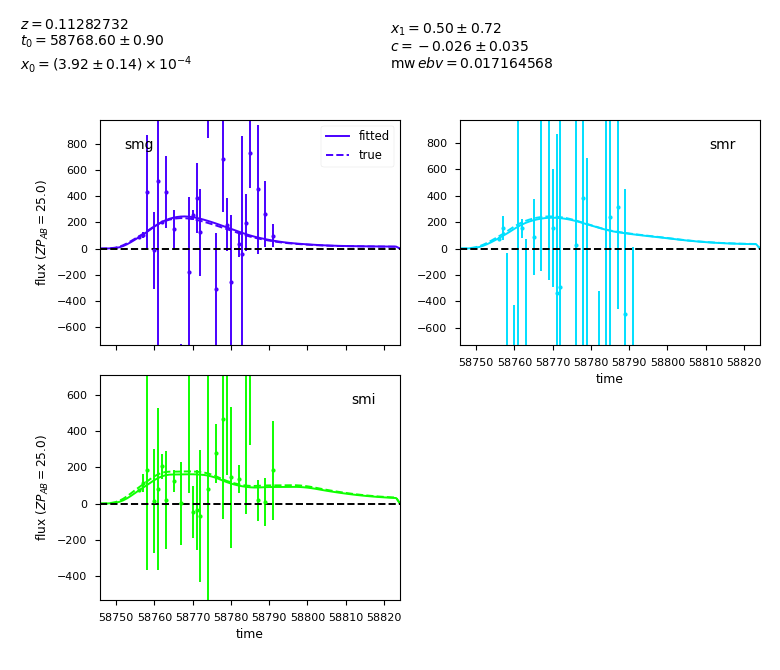 z = 0.11282732
t₀ = 58768.60 ± 0.90
x₀ = (3.92 ± 0.14) × 10⁻⁴
x₁ = 0.50 ± 0.72
c = −0.026 ± 0.035
mw ebv = 0.017164568
smg
fitted
true
800
600
400
200
0
−200
−400
−600
flux (ZP_AB = 25.0)
smr
800
600
400
200
0
−200
−400
−600
58750 58760 58770 58780 58790 58800 58810 58820
time
smi
600
400
200
0
−200
−400
flux (ZP_AB = 25.0)
58750 58760 58770 58780 58790 58800 58810 58820
time